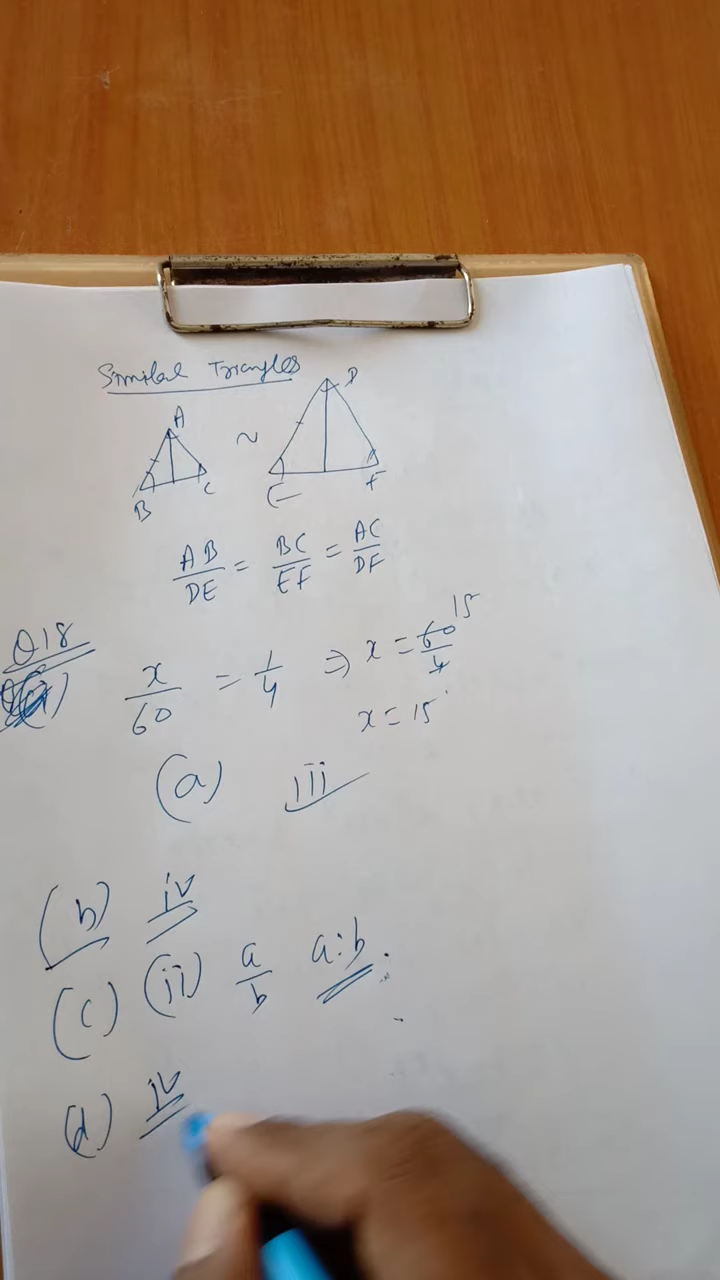 Similar Triangles
A D
~
B C E F
AB/DE = BC/EF = AC/DF
Q18
x/60 = 1/4 ⇒ x = 60/4 15
x = 15
(a) iii
(b) iv
(c) (ii) a/b a:b
(d) iv